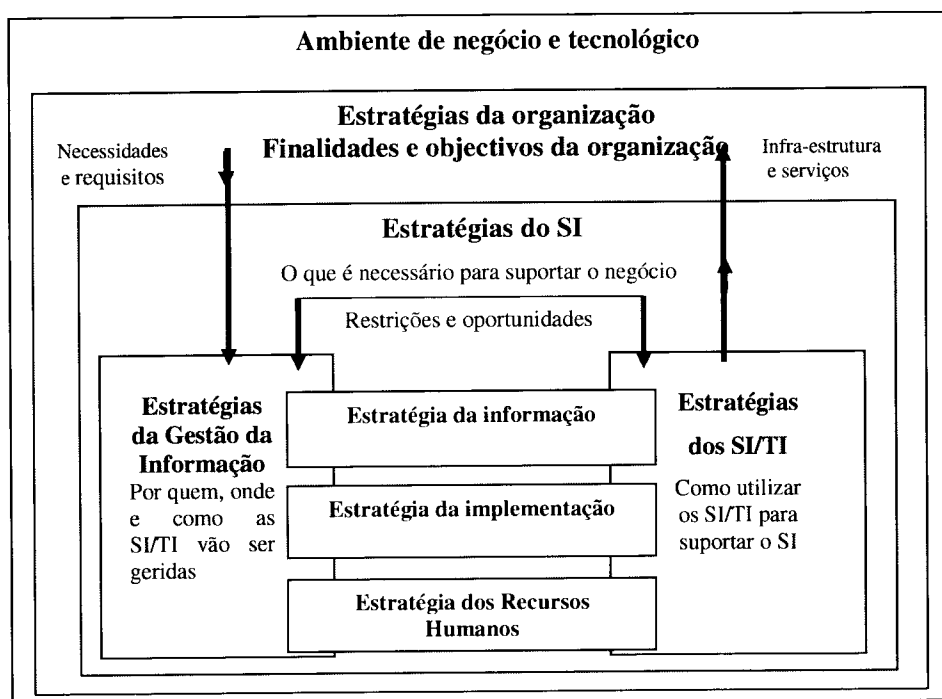 Ambiente de negócio e tecnológico
Estratégias da organização
Finalidades e objectivos da organização
Necessidades
e requisitos
Infra-estrutura
e serviços
Estratégias do SI
O que é necessário para suportar o negócio
Restrições e oportunidades
Estratégias
da Gestão da
Informação
Por quem, onde
e como as
SI/TI vão ser
geridas
Estratégia da informação
Estratégia da implementação
Estratégia dos Recursos
Humanos
Estratégias
dos SI/TI
Como utilizar
os SI/TI para
suportar o SI